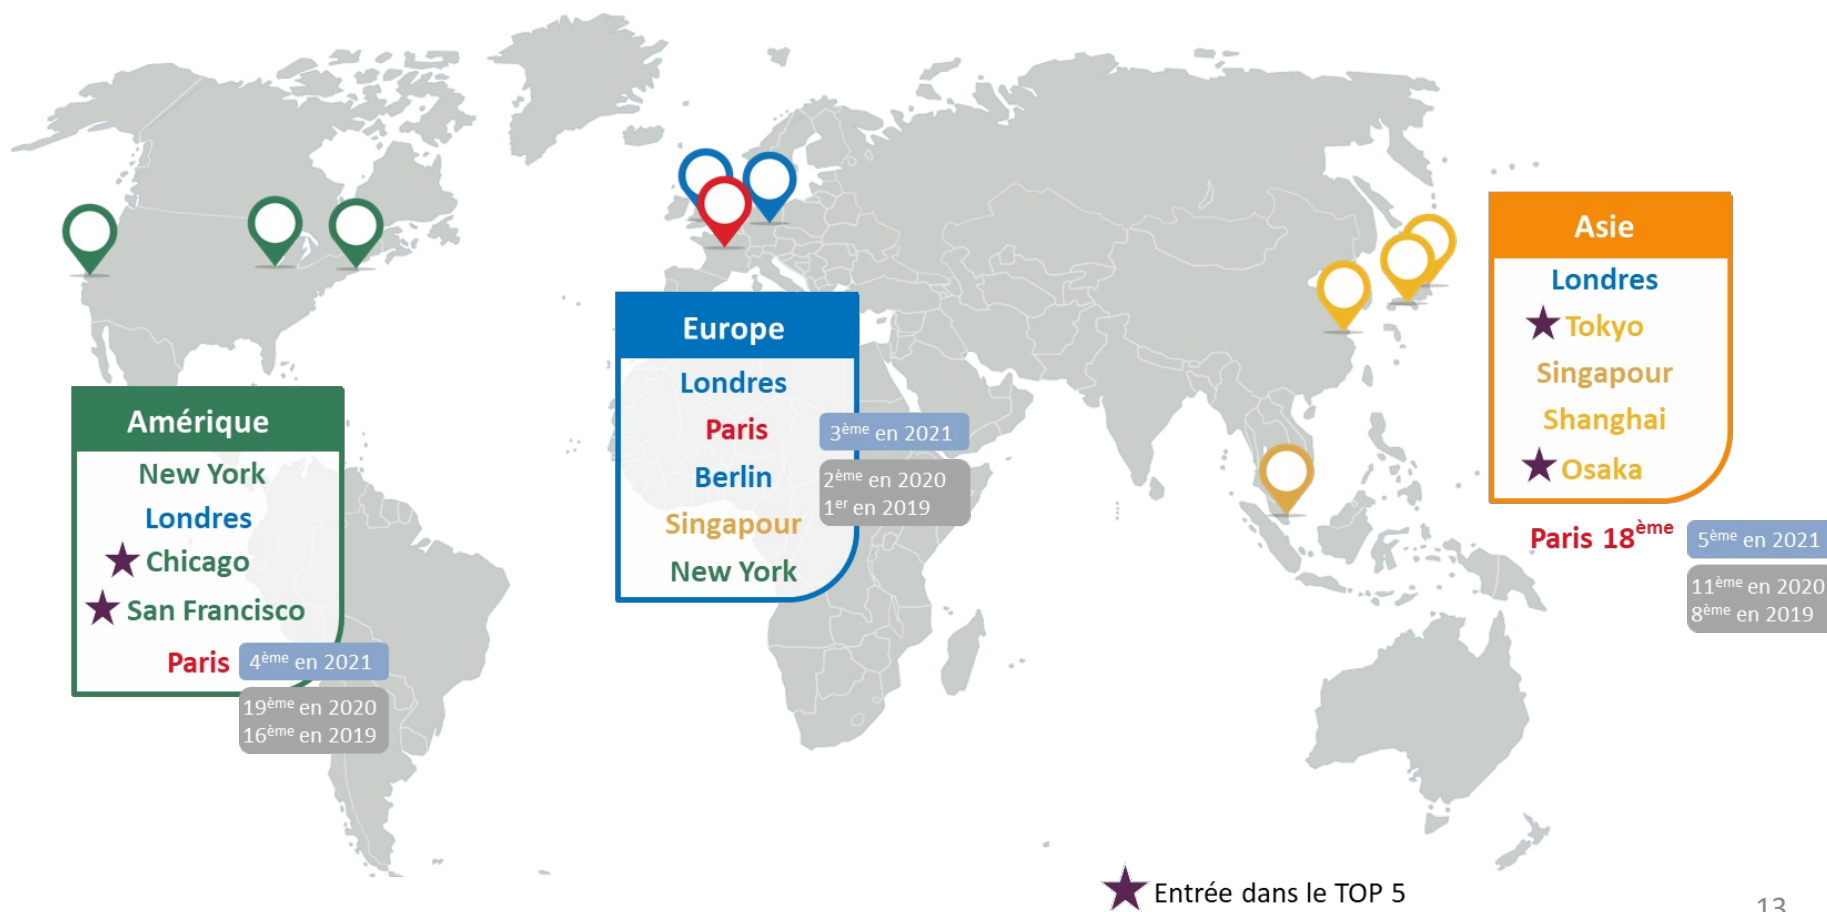 Amérique
New York
Londres
Chicago
San Francisco
Paris
4ème en 2021
19ème en 2020
16ème en 2019
Europe
Londres
Paris
3ème en 2021
Berlin
2ème en 2020
1er en 2019
Singapour
New York
Asie
Londres
Tokyo
Singapour
Shanghai
Osaka
Paris 18ème
5ème en 2021
11ème en 2020
8ème en 2019
Entrée dans le TOP 5
13